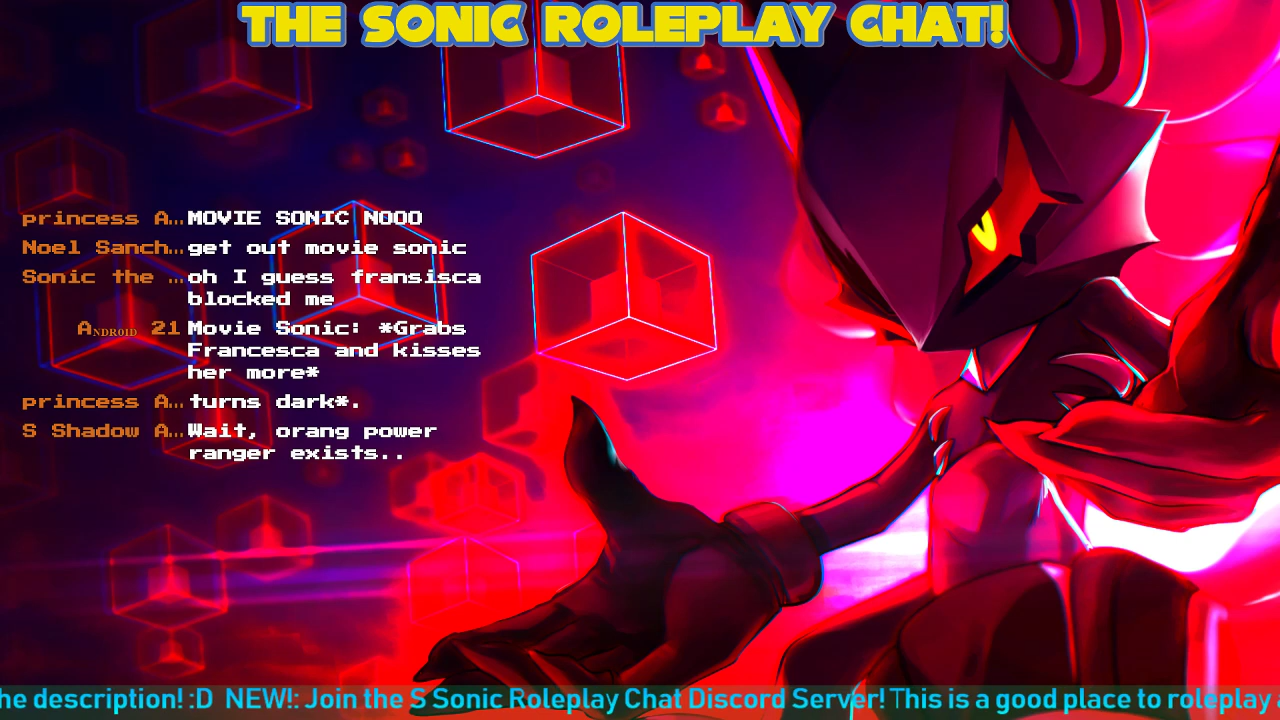 THE SONIC ROLEPLAY CHAT!
princess A… MOVIE SONIC NOOO
Noel Sanch… get out movie sonic
Sonic the … oh I guess fransisca
blocked me
Android 21 Movie Sonic: *Grabs
Francesca and kisses
her more*
princess A… turns dark*.
S Shadow A… Wait, orang power
ranger exists..
he description! :D NEW!: Join the S Sonic Roleplay Chat Discord Server! This is a good place to roleplay